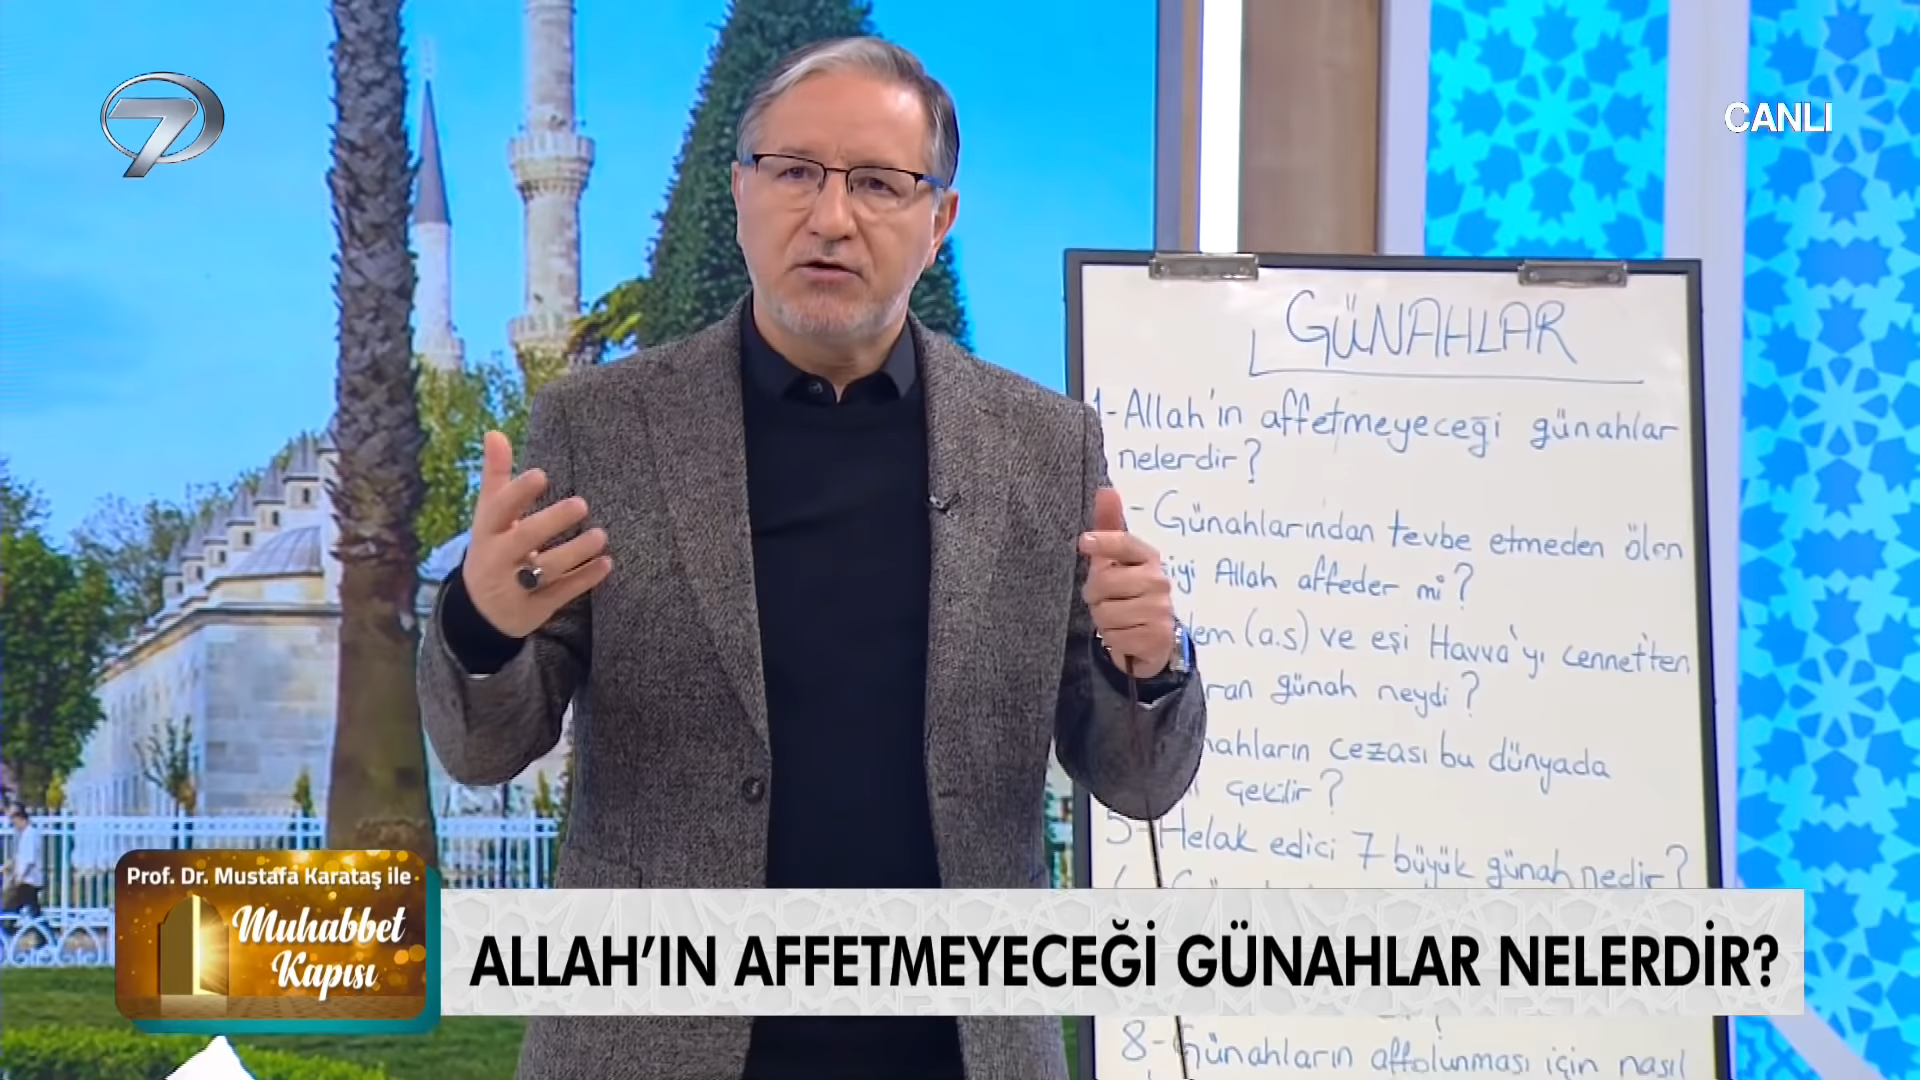 7
CANLI
GÜNAHLAR
1-Allah'ın affetmeyeceği günahlar
nelerdir?
- Günahlarından tevbe etmeden ölen
Allah affeder mi?
(a.s) ve eşi Havva'yı cennetten
günah neydi?
cezası bu dünyada
çekilir?
5-Helak edici 7 büyük günah nedir?
8-Günahların affolunması için nasıl
Prof. Dr. Mustafa Karataş ile
Muhabbet
Kapısı
ALLAH'IN AFFETMEYECEĞİ GÜNAHLAR NELERDİR?